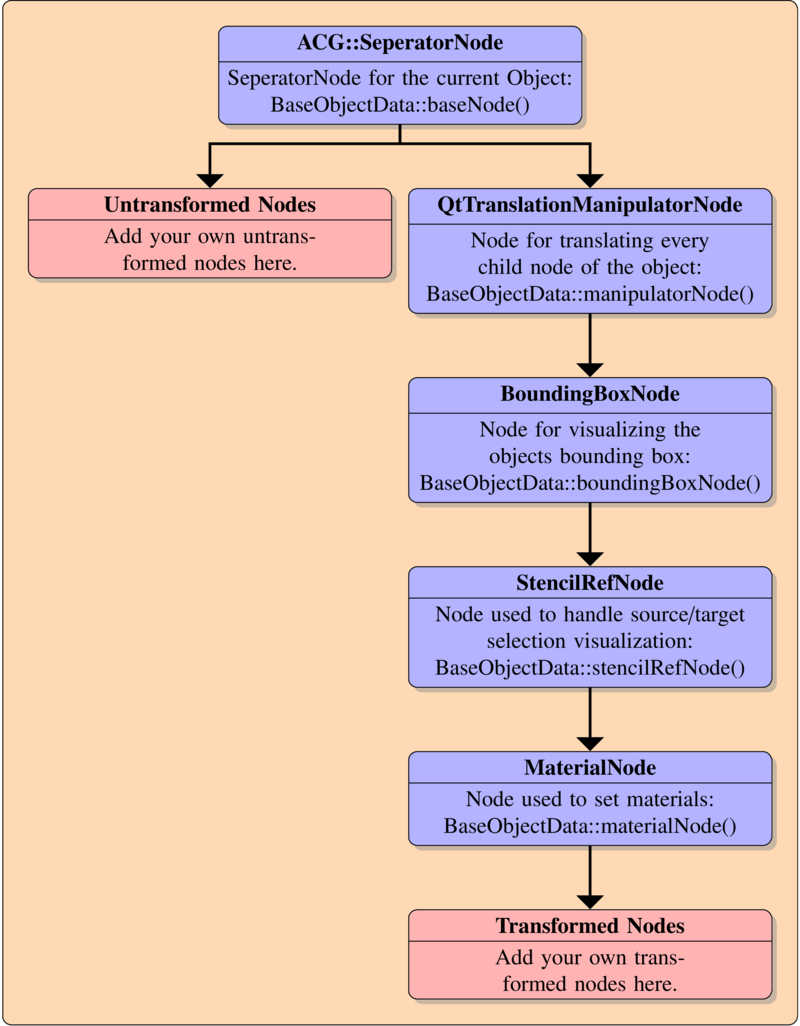 ACG::SeperatorNode
SeperatorNode for the current Object:
BaseObjectData::baseNode()
Untransformed Nodes
Add your own untrans-
formed nodes here.
QtTranslationManipulatorNode
Node for translating every
child node of the object:
BaseObjectData::manipulatorNode()
BoundingBoxNode
Node for visualizing the
objects bounding box:
BaseObjectData::boundingBoxNode()
StencilRefNode
Node used to handle source/target
selection visualization:
BaseObjectData::stencilRefNode()
MaterialNode
Node used to set materials:
BaseObjectData::materialNode()
Transformed Nodes
Add your own trans-
formed nodes here.